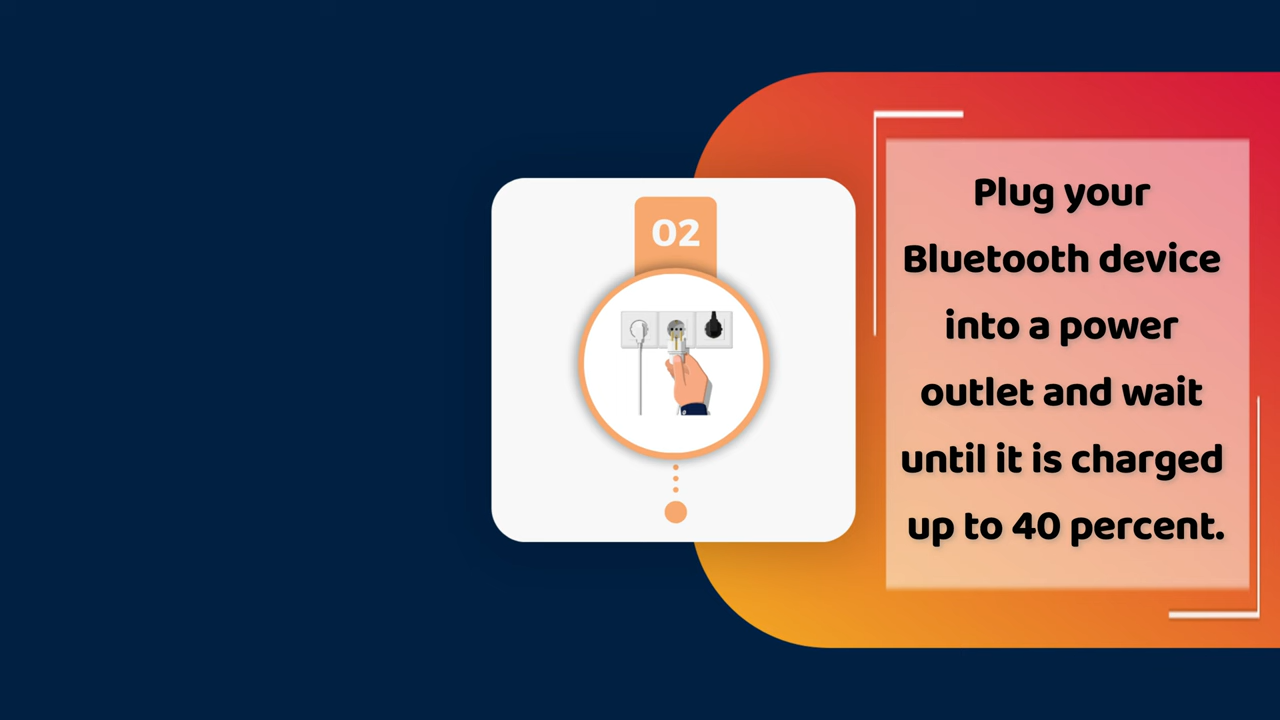 02
Plug your
Bluetooth device
into a power
outlet and wait
until it is charged
up to 40 percent.